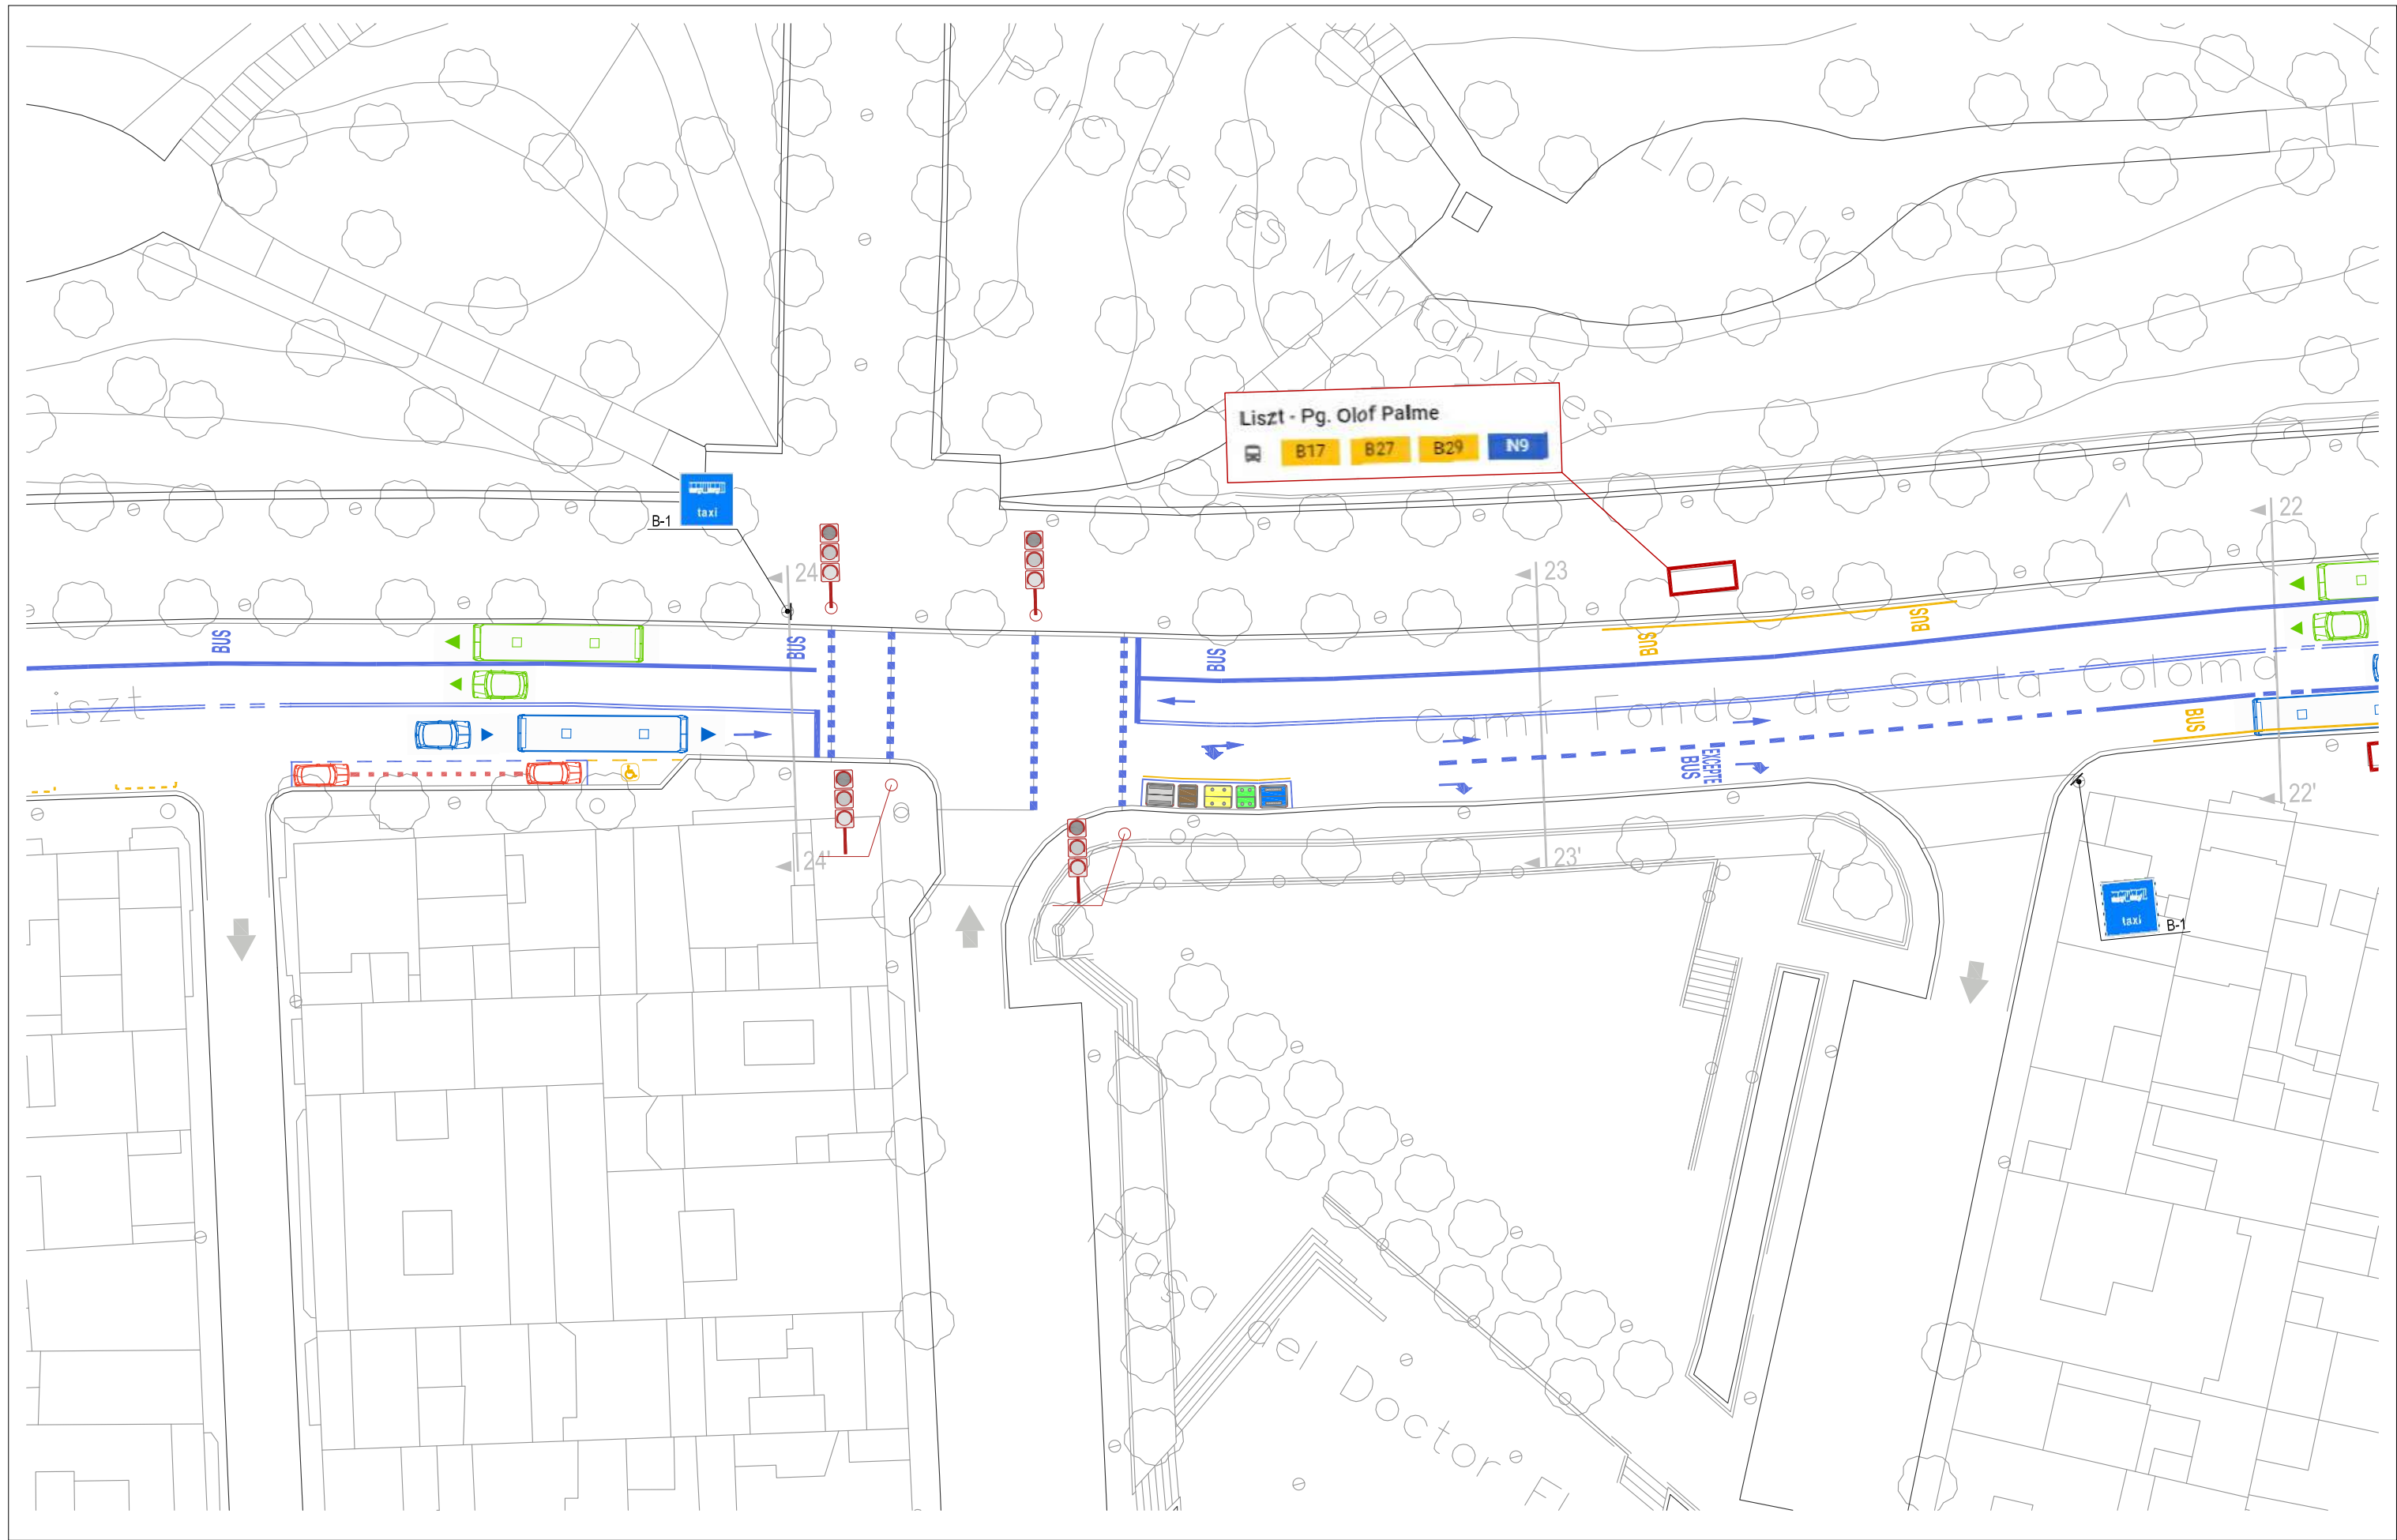 Parc de les Muntanyes
Lloreda
Liszt - Pg. Olof Palme
B17 B27 B29 N9
taxi
B-1
24
23
22
BUS
BUS
BUS
BUS
BUS
Liszt
Camí Fondo de Santa Coloma
BUS
EXCEPTE
BUS
24'
23'
22'
taxi
B-1
del Doctor